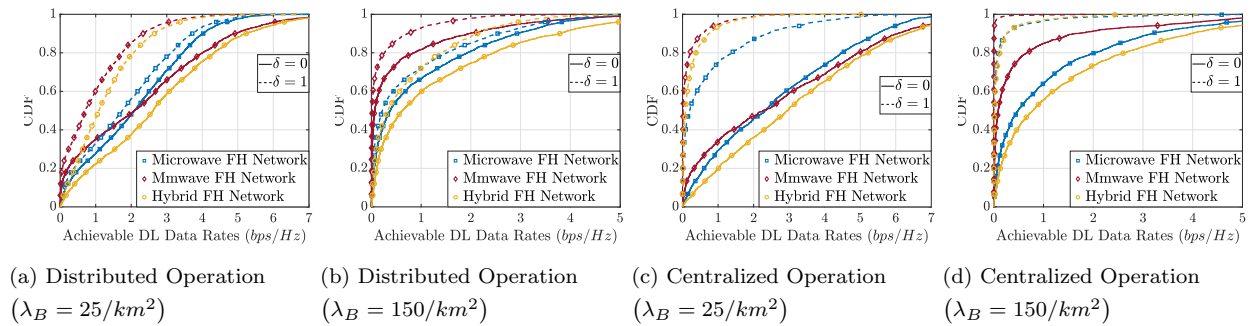 1
0.8
0.6
0.4
0.2
0
CDF
δ = 0
δ = 1
Microwave FH Network
Mmwave FH Network
Hybrid FH Network
0 1 2 3 4 5 6 7
Achievable DL Data Rates (bps/Hz)
(a) Distributed Operation
(λ_B = 25/km²)
1
0.8
0.6
0.4
0.2
0
CDF
δ = 0
δ = 1
Microwave FH Network
Mmwave FH Network
Hybrid FH Network
0 1 2 3 4 5
Achievable DL Data Rates (bps/Hz)
(b) Distributed Operation
(λ_B = 150/km²)
1
0.8
0.6
0.4
0.2
0
CDF
δ = 0
δ = 1
Microwave FH Network
Mmwave FH Network
Hybrid FH Network
0 1 2 3 4 5 6 7
Achievable DL Data Rates (bps/Hz)
(c) Centralized Operation
(λ_B = 25/km²)
1
0.8
0.6
0.4
0.2
0
CDF
δ = 0
δ = 1
Microwave FH Network
Mmwave FH Network
Hybrid FH Network
0 1 2 3 4 5
Achievable DL Data Rates (bps/Hz)
(d) Centralized Operation
(λ_B = 150/km²)